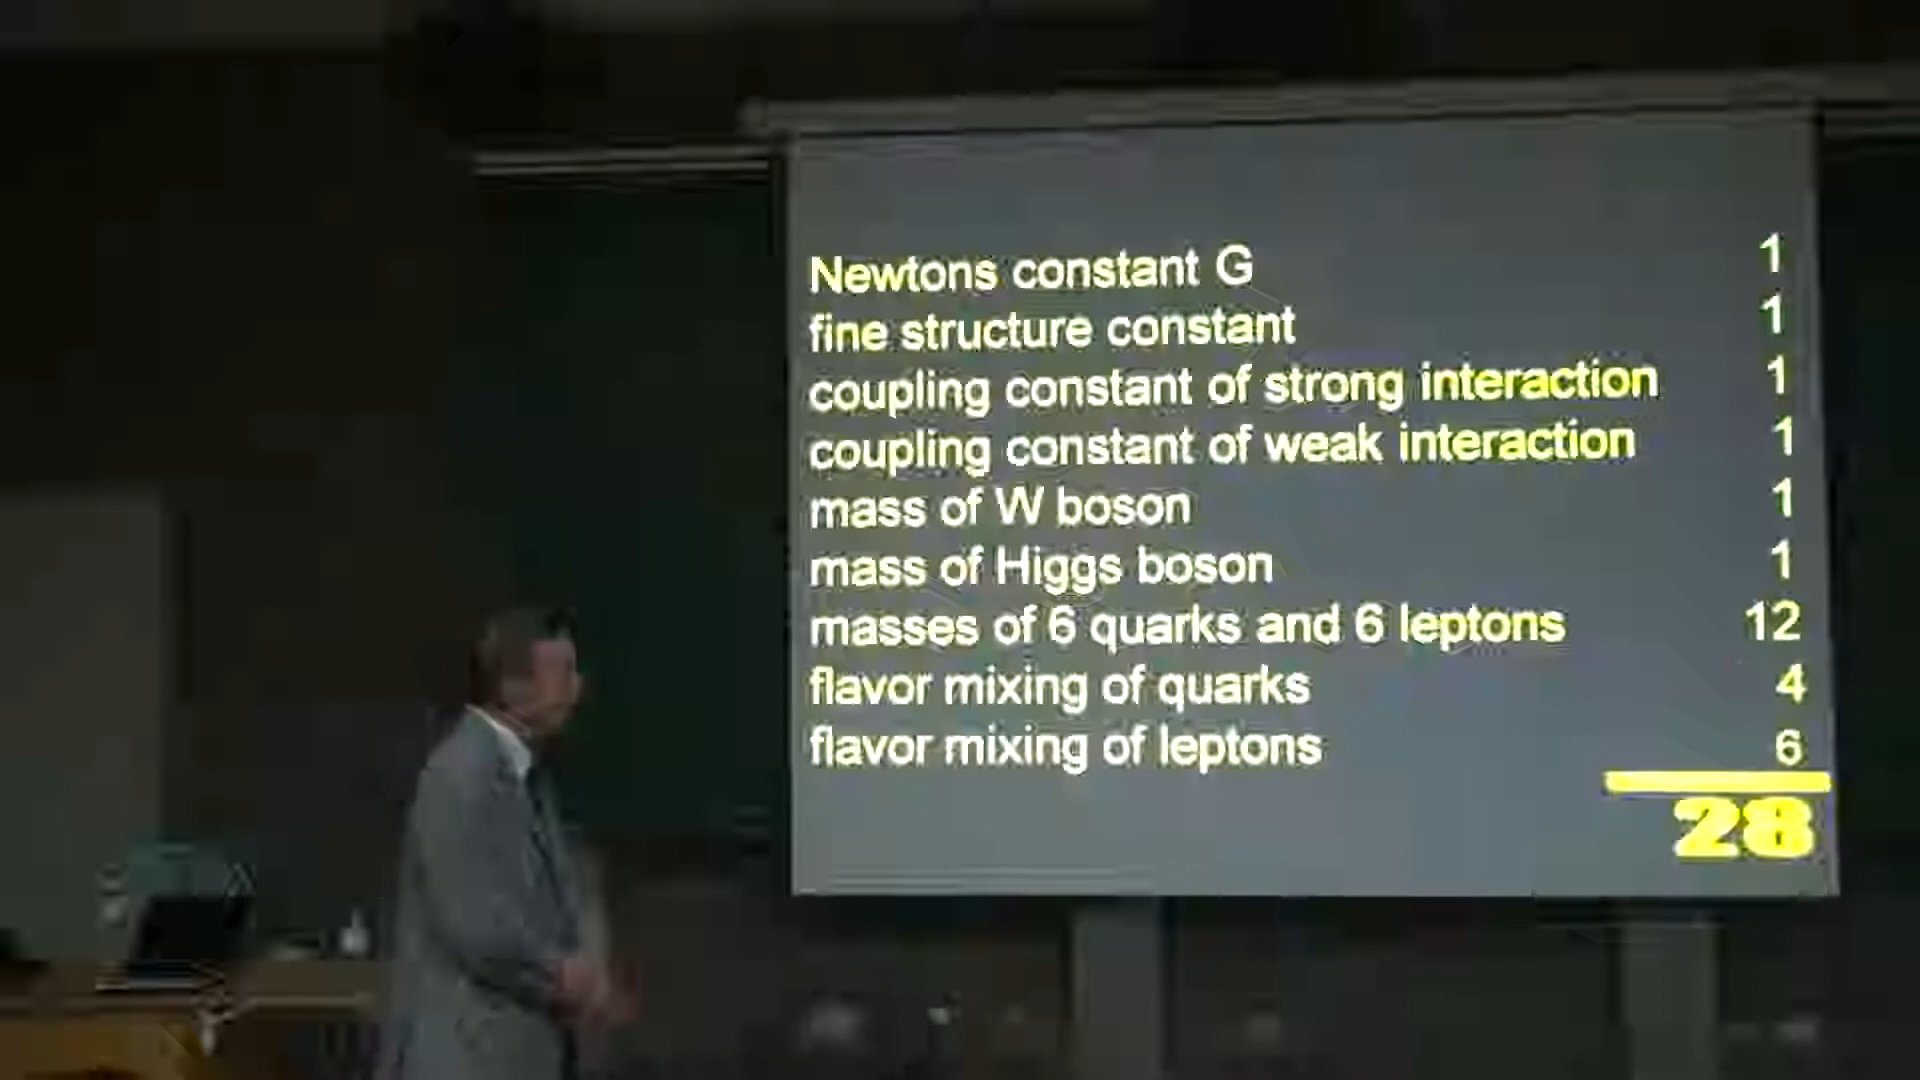 Newtons constant G 1
fine structure constant 1
coupling constant of strong interaction 1
coupling constant of weak interaction 1
mass of W boson 1
mass of Higgs boson 1
masses of 6 quarks and 6 leptons 12
flavor mixing of quarks 4
flavor mixing of leptons 6
28